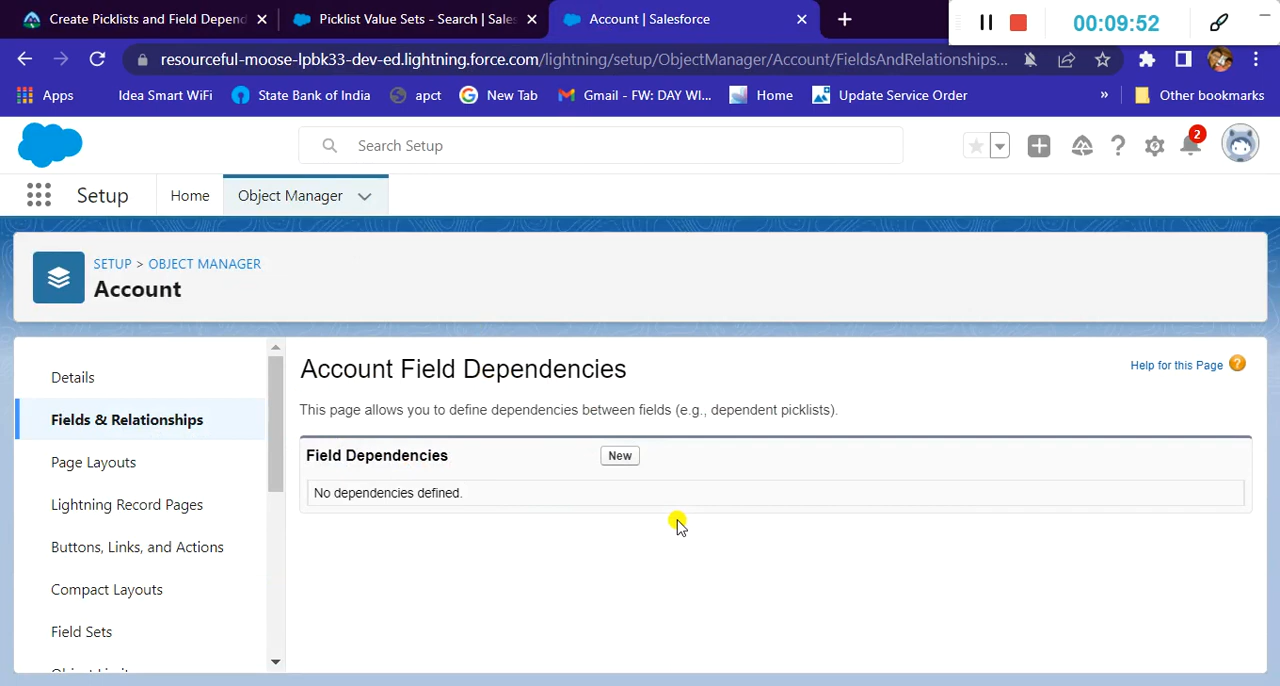 Create Picklists and Field Depend
Picklist Value Sets - Search | Sales
Account | Salesforce
00:09:52
resourceful-moose-lpbk33-dev-ed.lightning.force.com/lightning/setup/ObjectManager/Account/FieldsAndRelationships...
Apps
Idea Smart WiFi
State Bank of India
apct
New Tab
Gmail - FW: DAY WI...
Home
Update Service Order
»
Other bookmarks
Search Setup
2
Setup
Home
Object Manager
SETUP > OBJECT MANAGER
Account
Details
Fields & Relationships
Page Layouts
Lightning Record Pages
Buttons, Links, and Actions
Compact Layouts
Field Sets
Account Field Dependencies
Help for this Page ?
This page allows you to define dependencies between fields (e.g., dependent picklists).
Field Dependencies
New
No dependencies defined.